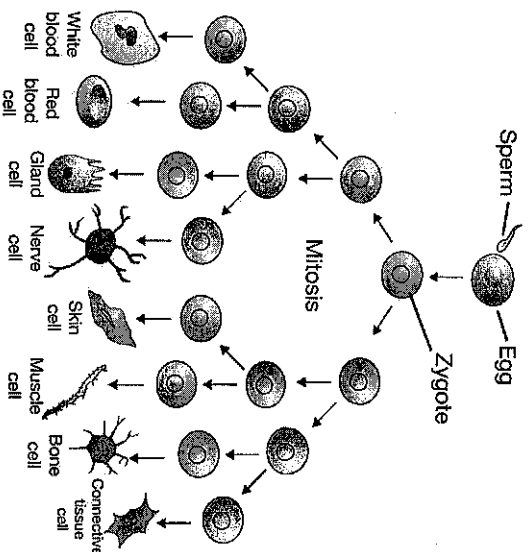 Sperm
Egg
Zygote
Mitosis
White
blood
cell
Red
blood
cell
Gland
cell
Nerve
cell
Skin
cell
Muscle
cell
Bone
cell
Connective
tissue
cell